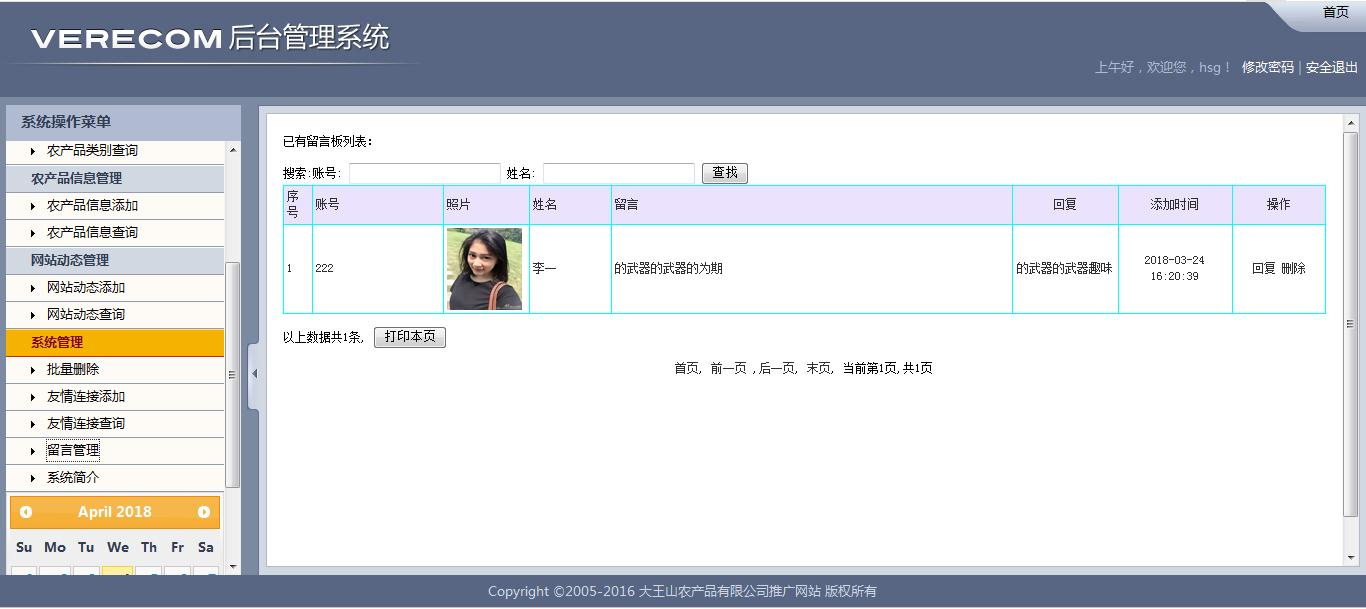 首页
VERECOM 后台管理系统
上午好，欢迎您，hsg！ 修改密码 | 安全退出
系统操作菜单
农产品类别查询
农产品信息管理
农产品信息添加
农产品信息查询
网站动态管理
网站动态添加
网站动态查询
系统管理
批量删除
友情连接添加
友情连接查询
留言管理
系统简介
April 2018
Su Mo Tu We Th Fr Sa
已有留言板列表：
搜索:账号: 姓名: 查找
序号 账号 照片 姓名 留言 回复 添加时间 操作
1 222 李一 的武器的武器的为期 的武器的武器趣味 2018-03-24 16:20:39 回复 删除
以上数据共1条, 打印本页
首页, 前一页 ,后一页, 末页, 当前第1页,共1页
Copyright ©2005-2016 大王山农产品有限公司推广网站 版权所有